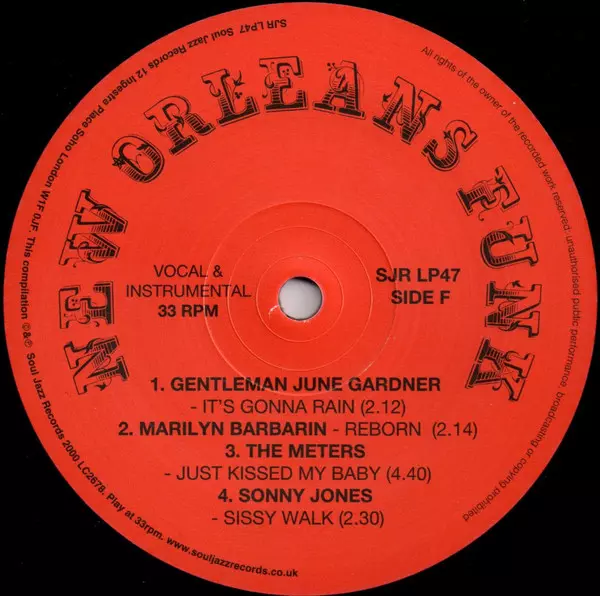 NEW ORLEANS FUNK
SJR LP47 Soul Jazz Records 12 Ingestre Place Soho London W1F 0JF. This compilation ©&℗ Soul Jazz Records 2000 LC2678. Play at 33rpm. www.souljazzrecords.co.uk
All rights of the owner of the recorded work reserved. unauthorised public performance, broadcasting or copying prohibited
VOCAL &
INSTRUMENTAL
33 RPM
SJR LP47
SIDE F
1. GENTLEMAN JUNE GARDNER
- IT'S GONNA RAIN (2.12)
2. MARILYN BARBARIN - REBORN (2.14)
3. THE METERS
- JUST KISSED MY BABY (4.40)
4. SONNY JONES
- SISSY WALK (2.30)